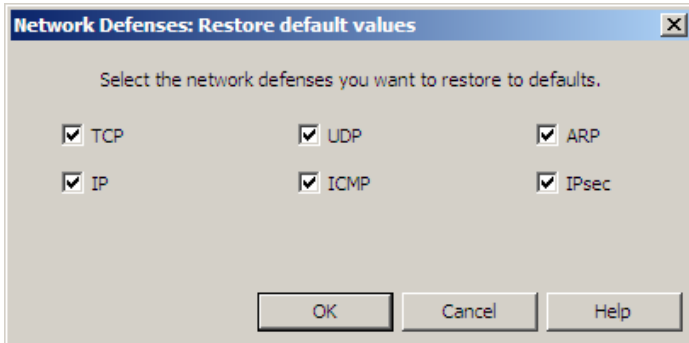 Network Defenses: Restore default values
Select the network defenses you want to restore to defaults.
TCP UDP ARP
IP ICMP IPsec
OK Cancel Help